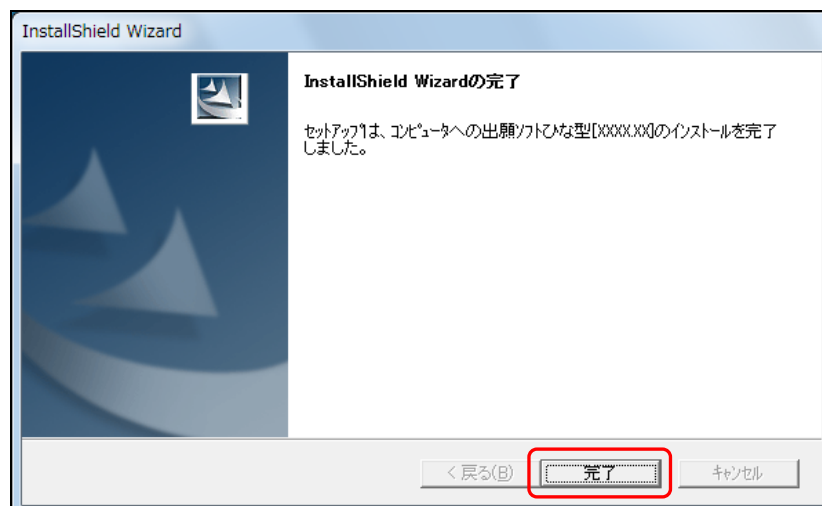 InstallShield Wizard
InstallShield Wizardの完了
セットアップは、コンピュータへの出願ソフトひな型[XXXX.XX]のインストールを完了
しました。
< 戻る(B)
完了
キャンセル